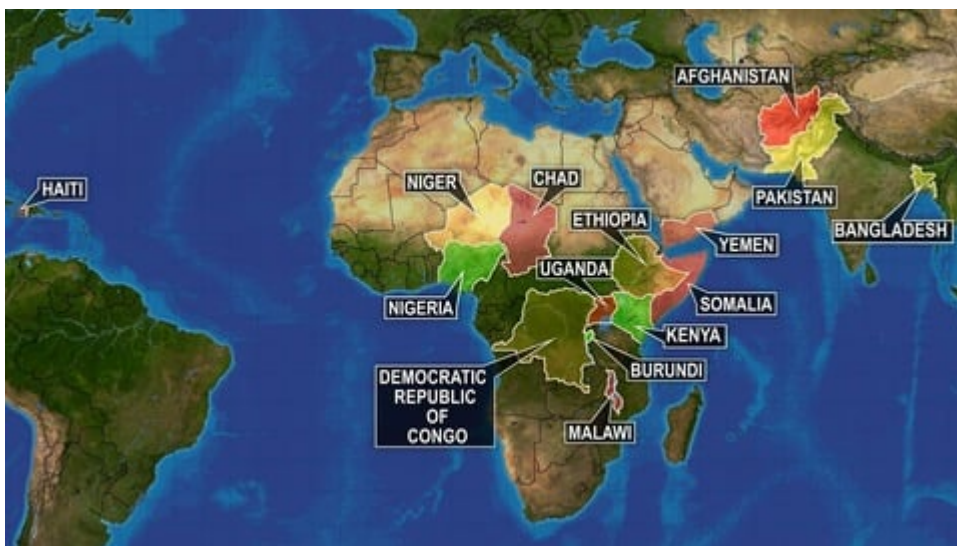 AFGHANISTAN
HAITI
NIGER
CHAD
PAKISTAN
ETHIOPIA
BANGLADESH
YEMEN
UGANDA
NIGERIA
SOMALIA
KENYA
BURUNDI
DEMOCRATIC
REPUBLIC
OF
CONGO
MALAWI